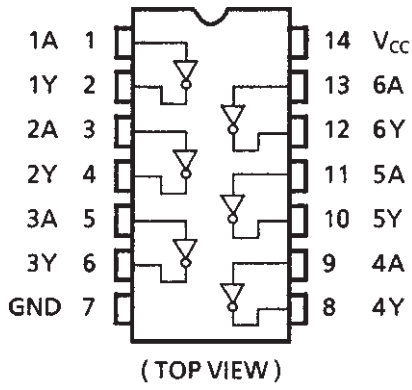 1A 1 14 VCC
1Y 2 13 6A
2A 3 12 6Y
2Y 4 11 5A
3A 5 10 5Y
3Y 6 9 4A
GND 7 8 4Y
( TOP VIEW )